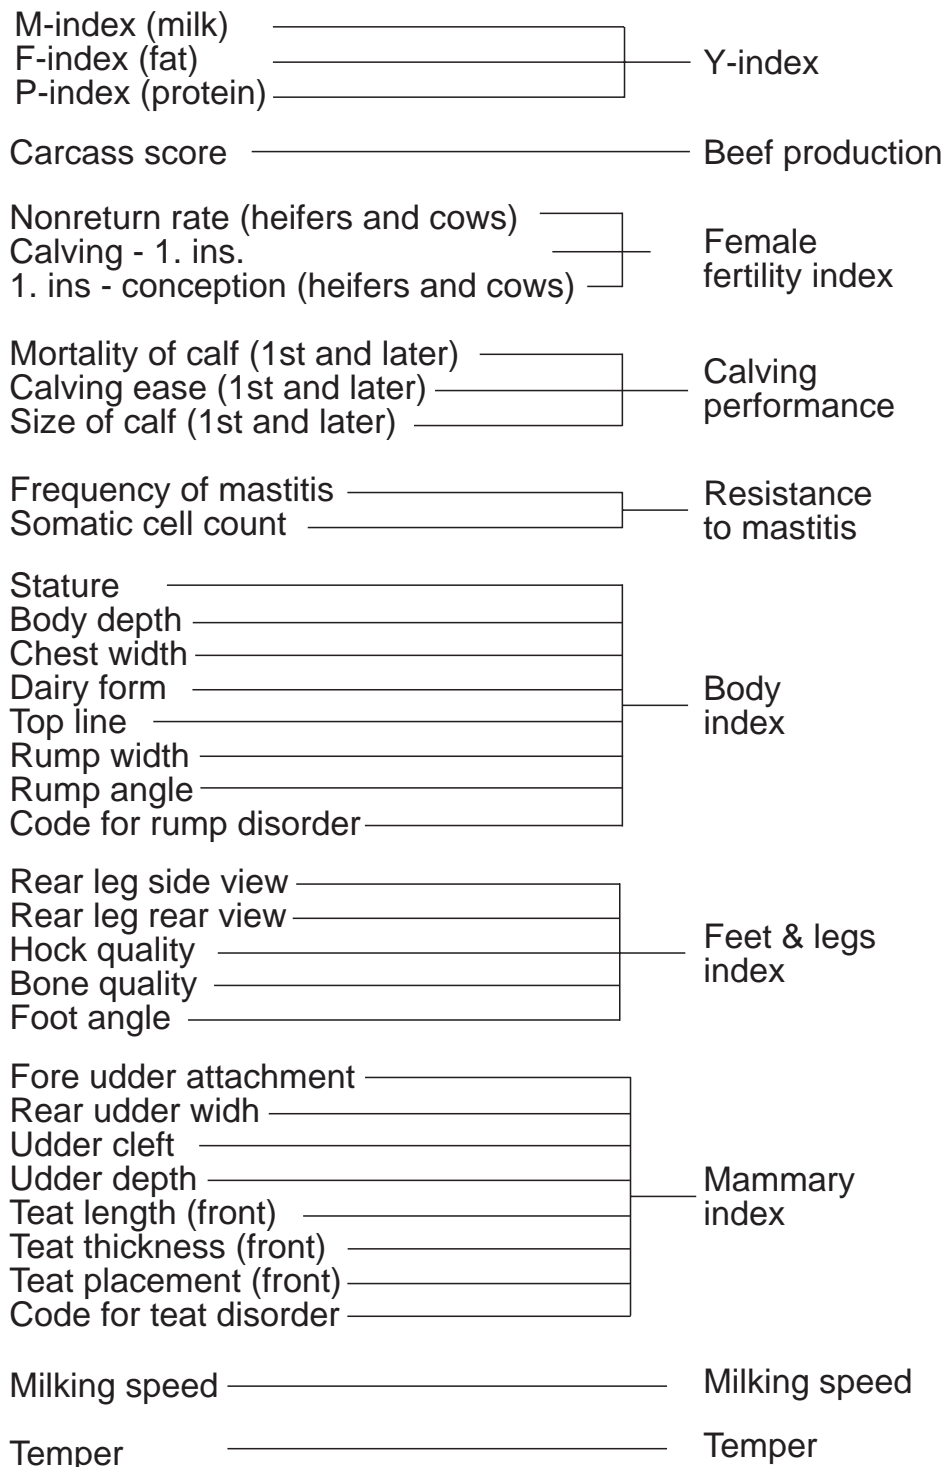 M-index (milk)
F-index (fat)
P-index (protein)
Y-index
Carcass score
Beef production
Nonreturn rate (heifers and cows)
Calving - 1. ins.
1. ins - conception (heifers and cows)
Female
fertility index
Mortality of calf (1st and later)
Calving ease (1st and later)
Size of calf (1st and later)
Calving
performance
Frequency of mastitis
Somatic cell count
Resistance
to mastitis
Stature
Body depth
Chest width
Dairy form
Top line
Rump width
Rump angle
Code for rump disorder
Body
index
Rear leg side view
Rear leg rear view
Hock quality
Bone quality
Foot angle
Feet & legs
index
Fore udder attachment
Rear udder widh
Udder cleft
Udder depth
Teat length (front)
Teat thickness (front)
Teat placement (front)
Code for teat disorder
Mammary
index
Milking speed
Milking speed
Temper
Temper